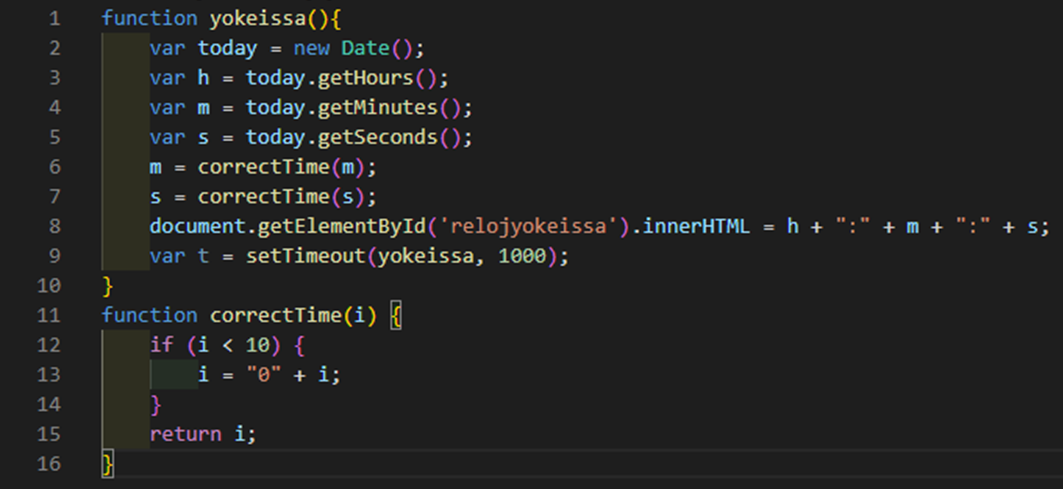 1 function yokeissa(){
2 var today = new Date();
3 var h = today.getHours();
4 var m = today.getMinutes();
5 var s = today.getSeconds();
6 m = correctTime(m);
7 s = correctTime(s);
8 document.getElementById('relojyokeissa').innerHTML = h + ":" + m + ":" + s;
9 var t = setTimeout(yokeissa, 1000);
10 }
11 function correctTime(i) {
12 if (i < 10) {
13 i = "0" + i;
14 }
15 return i;
16 }